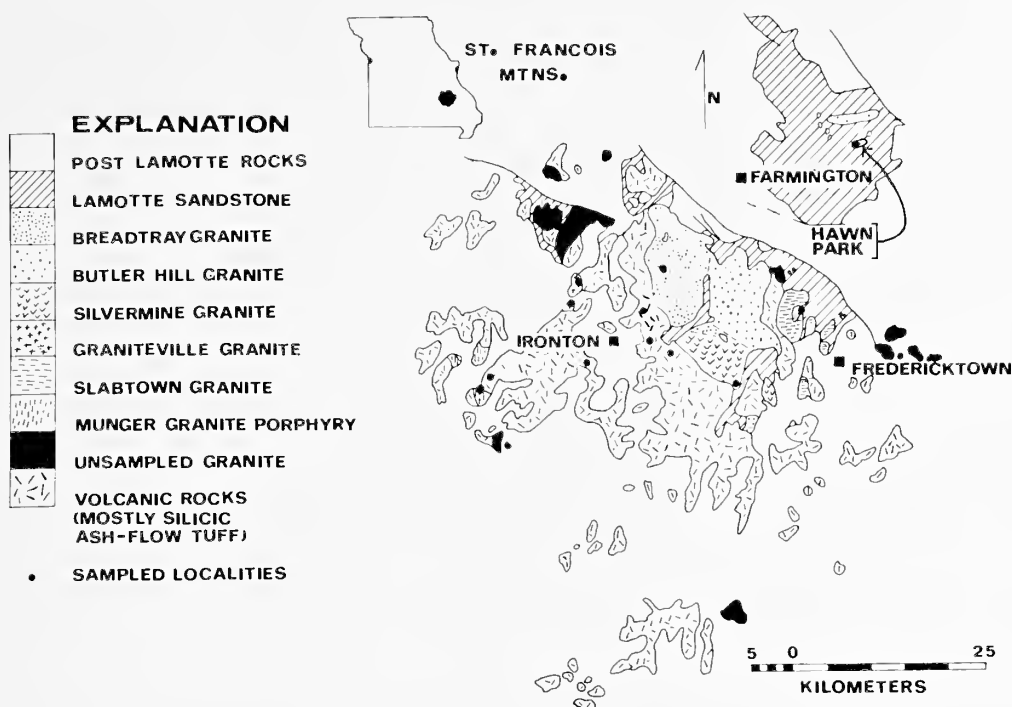 ST. FRANCOIS
MTNS.
N
EXPLANATION
POST LAMOTTE ROCKS
LAMOTTE SANDSTONE
BREADTRAY GRANITE
BUTLER HILL GRANITE
SILVERMINE GRANITE
GRANITEVILLE GRANITE
SLABTOWN GRANITE
MUNGER GRANITE PORPHYRY
UNSAMPLED GRANITE
VOLCANIC ROCKS
(MOSTLY SILICIC
ASH-FLOW TUFF)
SAMPLED LOCALITIES
FARMINGTON
HAWN
PARK
IRONTON
FREDERICKTOWN
5 0 25
KILOMETERS